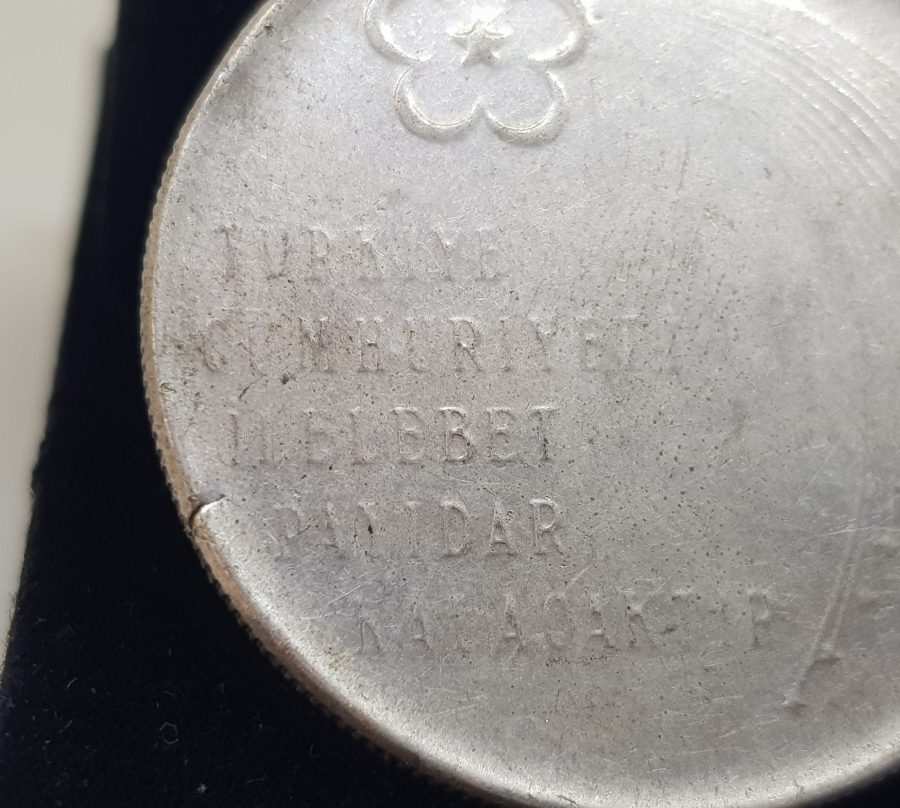 TÜRKİYE
CUMHURİYETİ
İLELEBET
PAYİDAR
KALACAKTIR